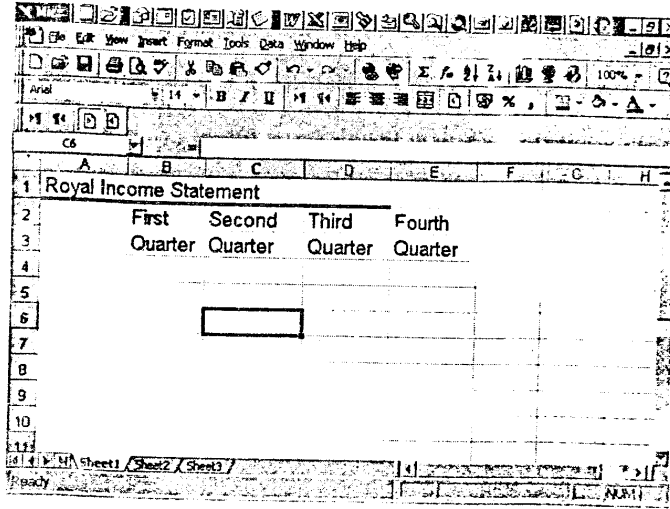 File Edit View Insert Format Tools Data Window Help
100%
Arial 14 B I U %
C6 =
A B C D E F G H
1 Royal Income Statement
2 First Second Third Fourth
3 Quarter Quarter Quarter Quarter
4
5
6
7
8
9
10
11
Sheet1 Sheet2 Sheet3
Ready NUM